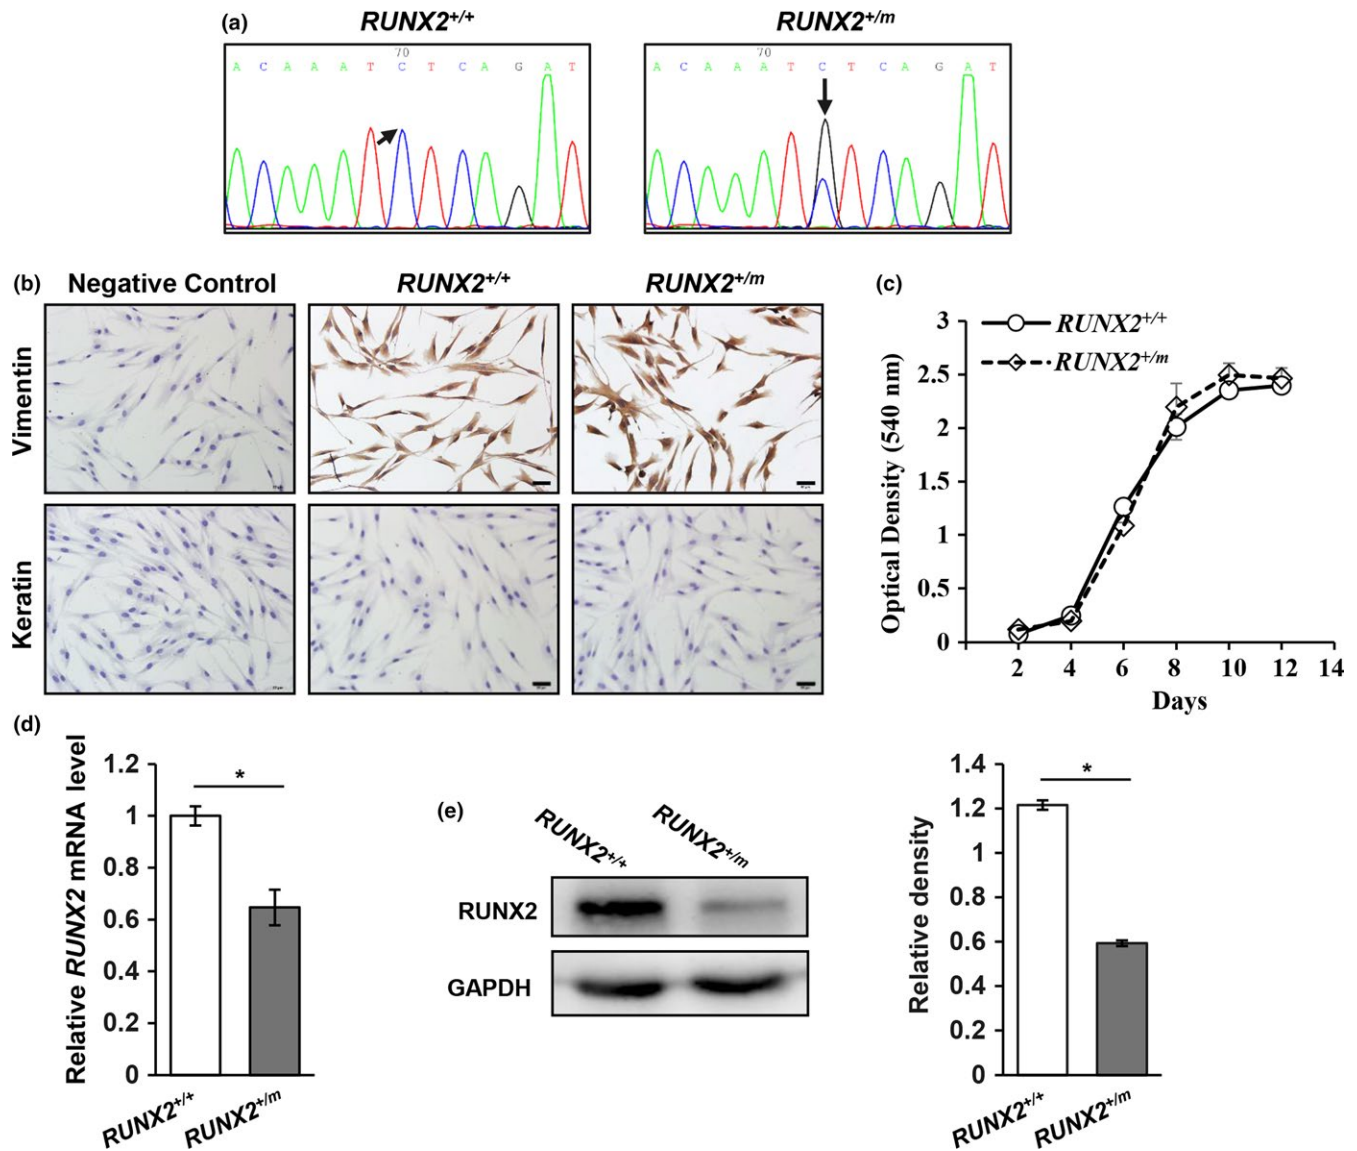 (a) RUNX2+/+ RUNX2+/m
70 70
A C A A A T C T C A G A T A C A A A T C T C A G A T
(b) Negative Control RUNX2+/+ RUNX2+/m
Vimentin
Keratin
(c)
RUNX2+/+
RUNX2+/m
Optical Density (540 nm)
3
2.5
2
1.5
1
0.5
0
2 4 6 8 10 12 14
Days
(d)
Relative RUNX2 mRNA level
1.2
1
0.8
0.6
0.4
0.2
0
*
RUNX2+/+ RUNX2+/m
(e)
RUNX2+/+ RUNX2+/m
RUNX2
GAPDH
Relative density
1.4
1.2
1
0.8
0.6
0.4
0.2
0
*
RUNX2+/+ RUNX2+/m